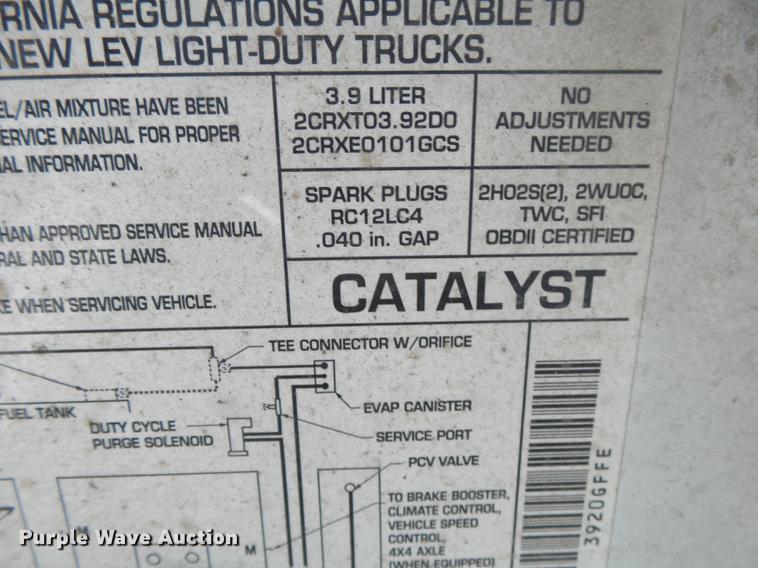 RNIA REGULATIONS APPLICABLE TO
NEW LEV LIGHT-DUTY TRUCKS.
EL/AIR MIXTURE HAVE BEEN
ERVICE MANUAL FOR PROPER
AL INFORMATION.
HAN APPROVED SERVICE MANUAL
RAL AND STATE LAWS.
E WHEN SERVICING VEHICLE.
3.9 LITER
2CRXT03.92D0
2CRXE0101GCS
NO
ADJUSTMENTS
NEEDED
SPARK PLUGS
RC12LC4
.040 in. GAP
2HO2S(2), 2WUOC,
TWC, SFI
OBDII CERTIFIED
CATALYST
TEE CONNECTOR W/ORIFICE
FUEL TANK
EVAP CANISTER
DUTY CYCLE
PURGE SOLENOID
SERVICE PORT
PCV VALVE
TO BRAKE BOOSTER,
CLIMATE CONTROL,
VEHICLE SPEED
CONTROL,
4X4 AXLE
(WHEN EQUIPPED)
M
M
3920GFFE
Purple Wave Auction